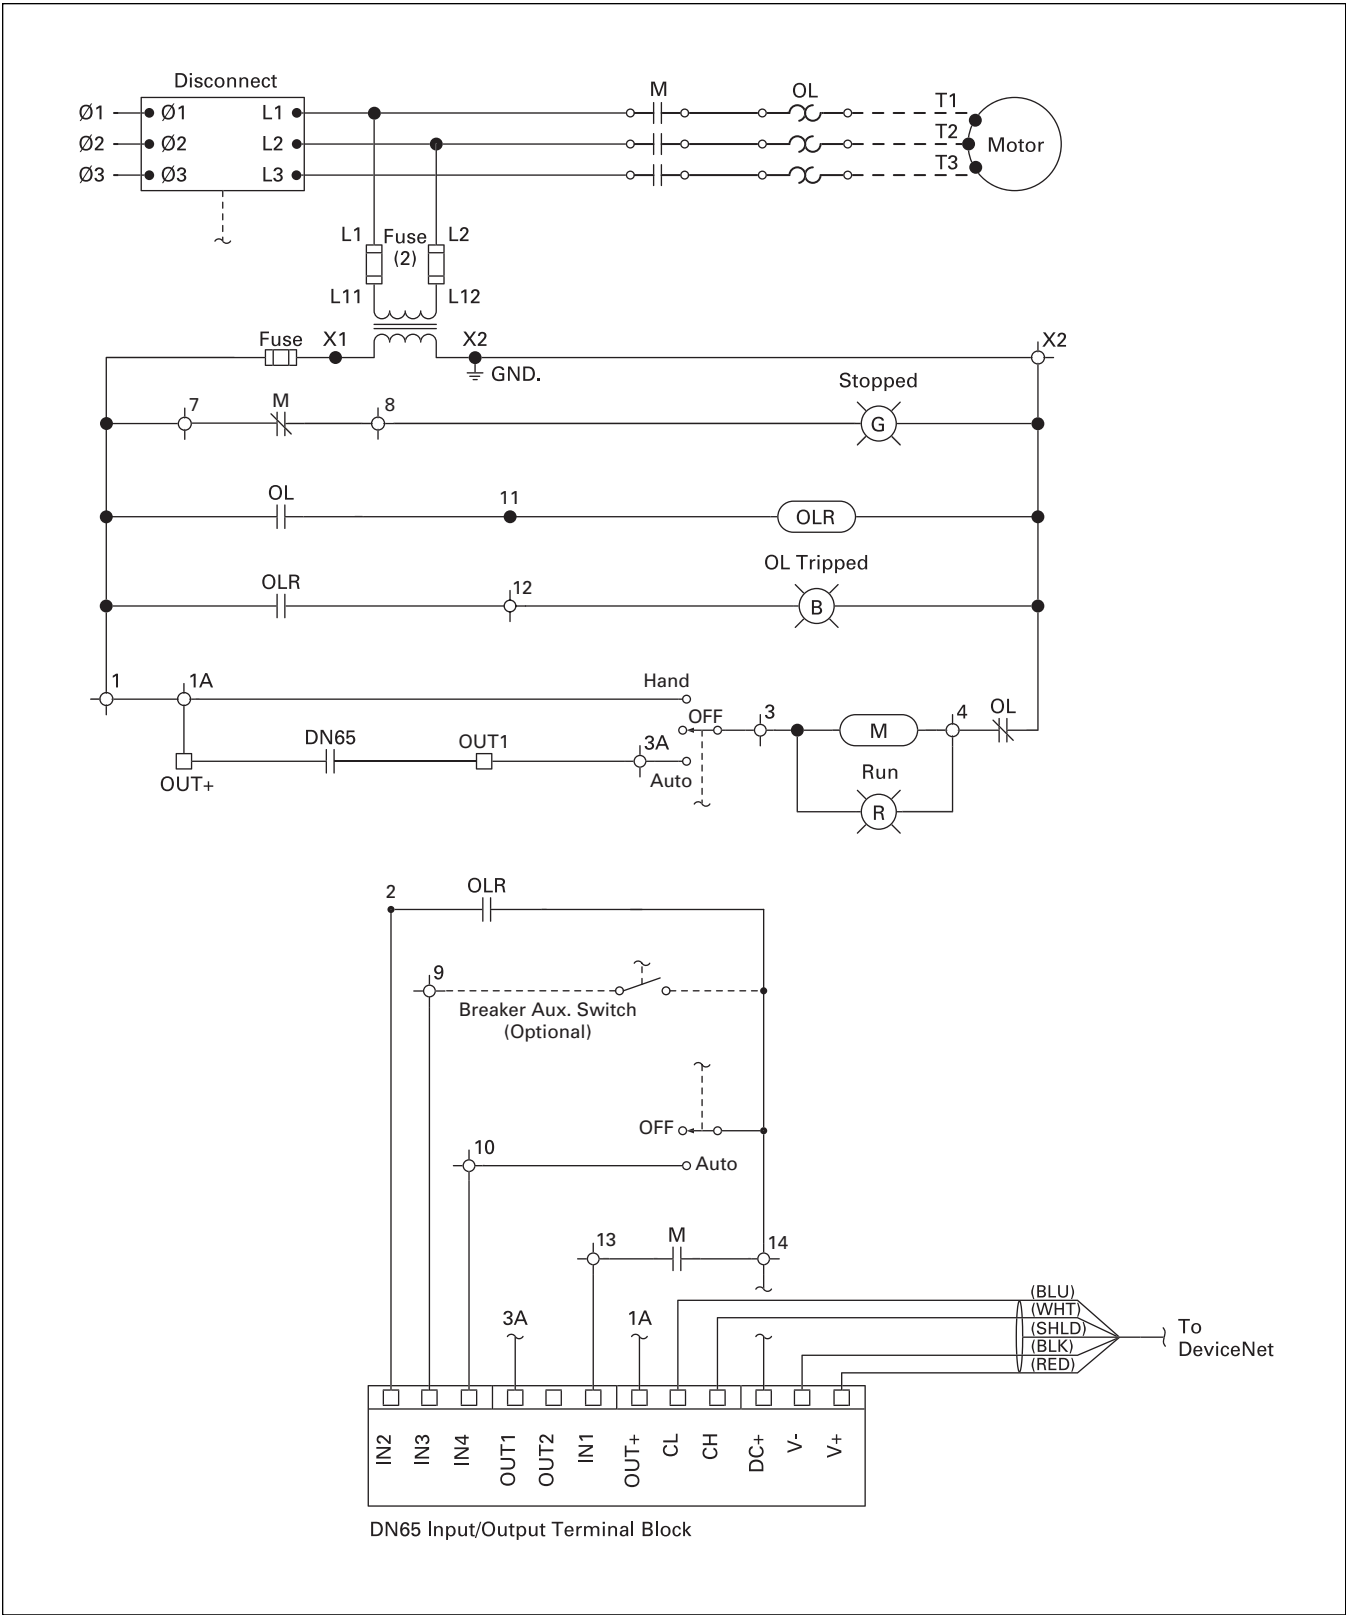 Disconnect
M
OL
T1
Ø1 Ø1 L1
T2
Ø2 Ø2 L2
Motor
T3
Ø3 Ø3 L3
L1 Fuse L2
(2)
L11 L12
Fuse X1 X2 X2
GND.
Stopped
7 M 8
G
OL 11
OLR
OL Tripped
OLR 12
B
1 1A Hand
OFF 3 4 OL
M
DN65 OUT1 3A
OUT+ Auto
Run
R
2 OLR
9
Breaker Aux. Switch
(Optional)
OFF
10
Auto
13 M 14
(BLU)
3A 1A (WHT)
(SHLD) To
(BLK) DeviceNet
(RED)
IN2
IN3
IN4
OUT1
OUT2
IN1
OUT+
CL
CH
DC+
V-
V+
DN65 Input/Output Terminal Block